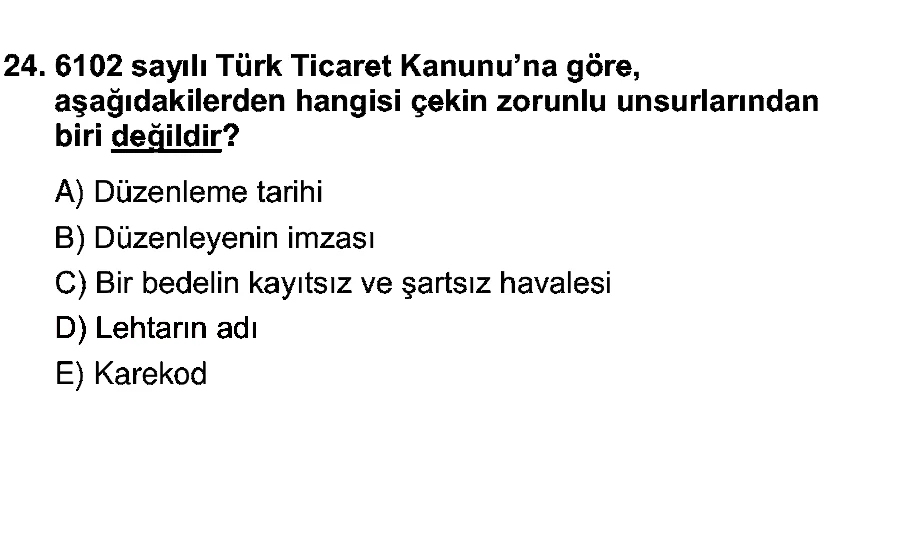 24. 6102 sayılı Türk Ticaret Kanunu’na göre,
aşağıdakilerden hangisi çekin zorunlu unsurlarından
biri değildir?
A) Düzenleme tarihi
B) Düzenleyenin imzası
C) Bir bedelin kayıtsız ve şartsız havalesi
D) Lehtarın adı
E) Karekod